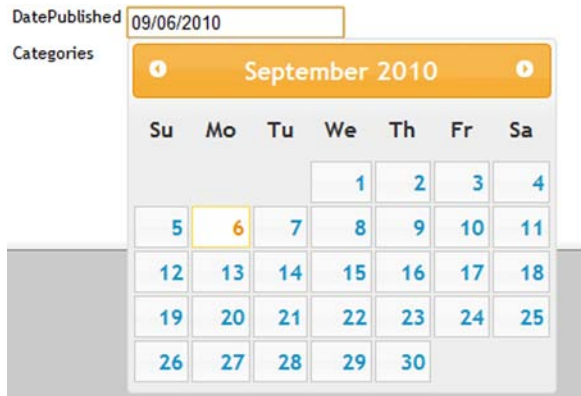 DatePublished 09/06/2010
Categories
September 2010
Su Mo Tu We Th Fr Sa
1 2 3 4
5 6 7 8 9 10 11
12 13 14 15 16 17 18
19 20 21 22 23 24 25
26 27 28 29 30